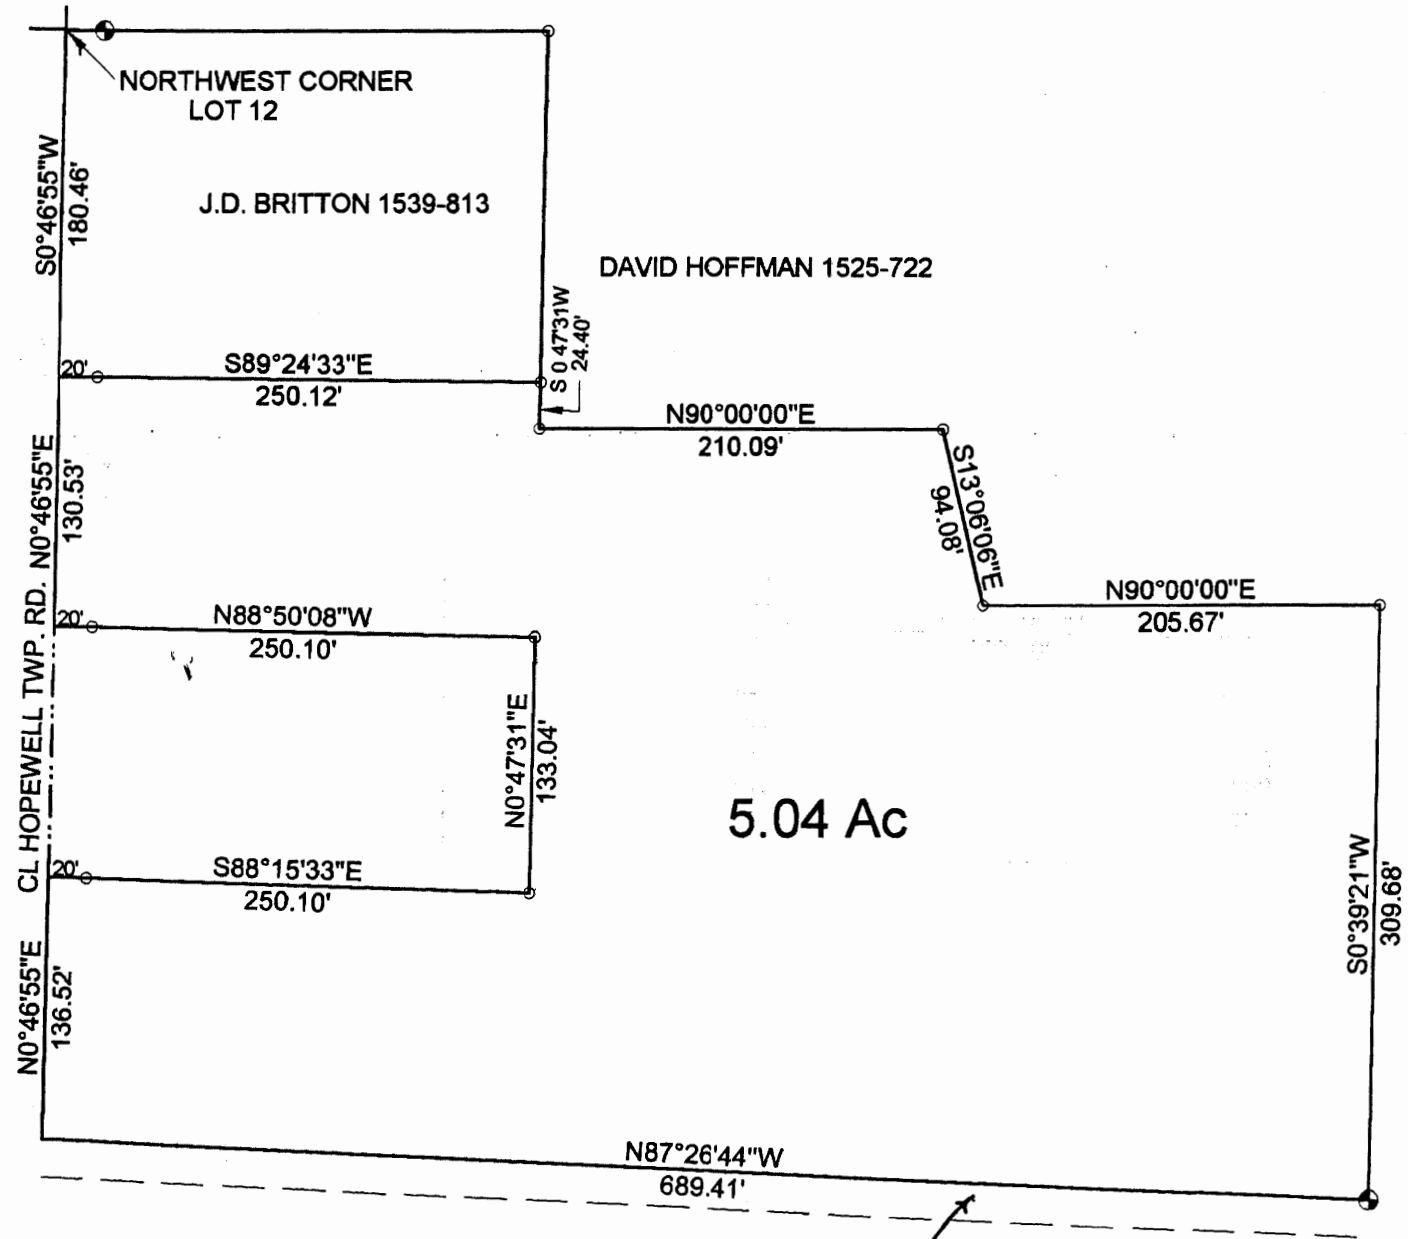 NORTHWEST CORNER
LOT 12
S0°46'55"W
180.46'
J.D. BRITTON 1539-813
DAVID HOFFMAN 1525-722
S 0 47'31W
24.40'
20'
S89°24'33"E
250.12'
N90°00'00"E
210.09'
S13°06'06"E
94.08'
N0°46'55"E
130.53'
N90°00'00"E
205.67'
20'
N88°50'08"W
250.10'
CL HOPEWELL TWP. RD.
N0°47'31"E
133.04'
5.04 Ac
20'
S88°15'33"E
250.10'
S0°39'21"W
309.68'
N0°46'55"E
136.52'
N87°26'44"W
689.41'